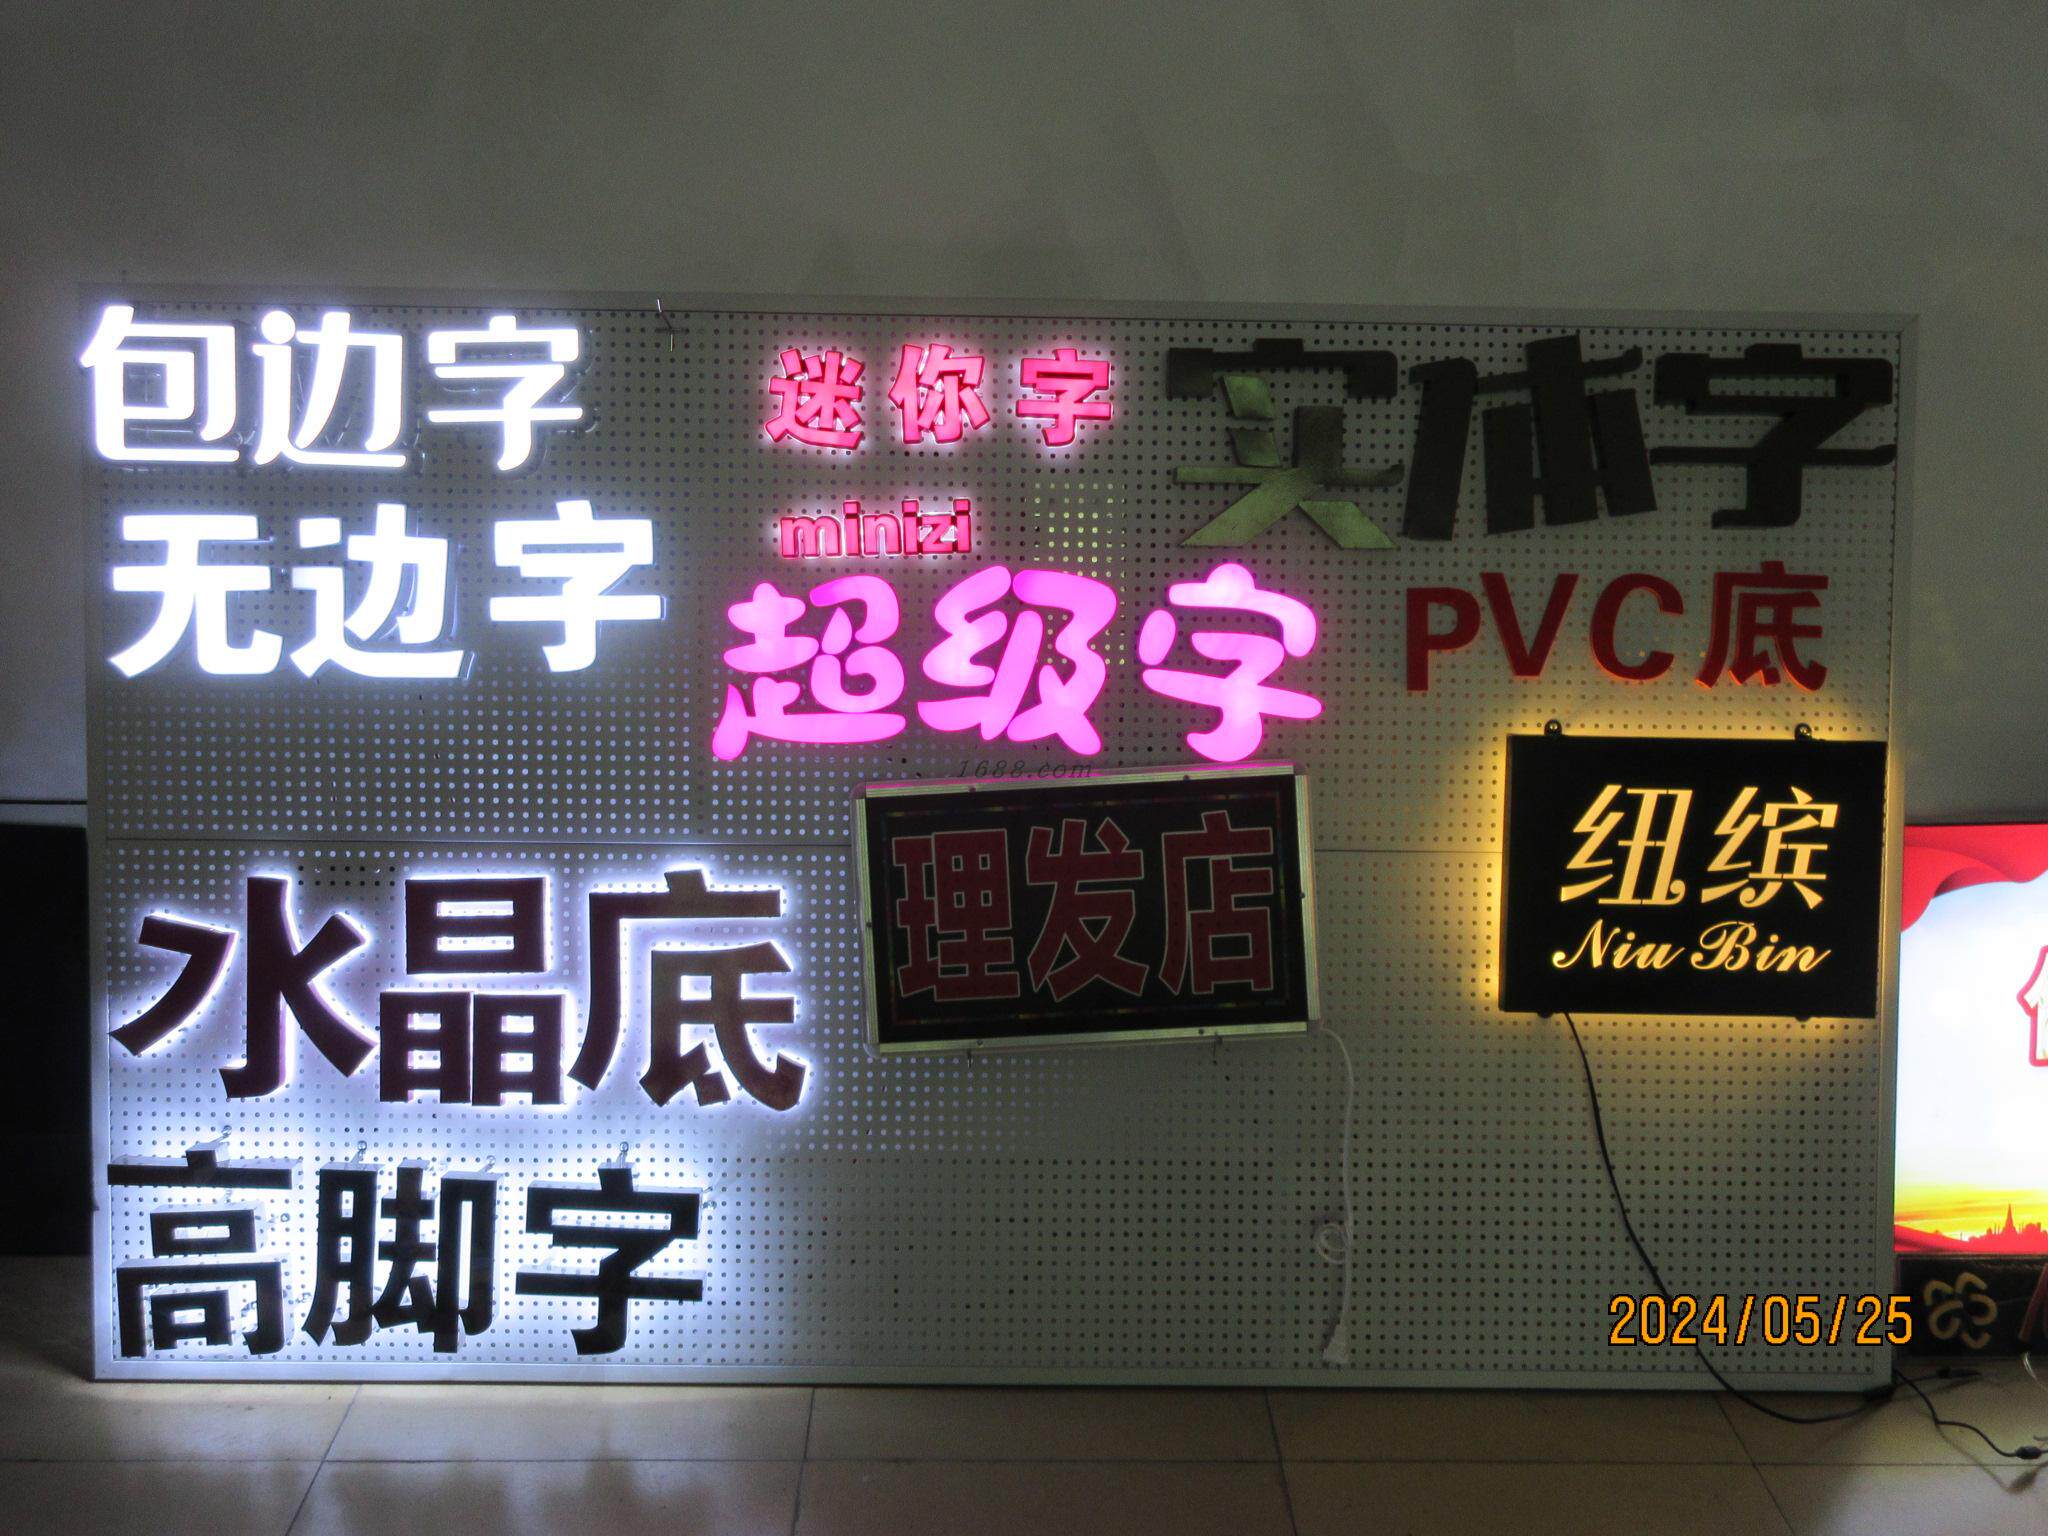 包边字
迷你字
实体字
无边字
minizi
超级字
PVC底
1688.com
理发店
纽缤
Niu Bin
水晶底
高脚字
2024/05/25